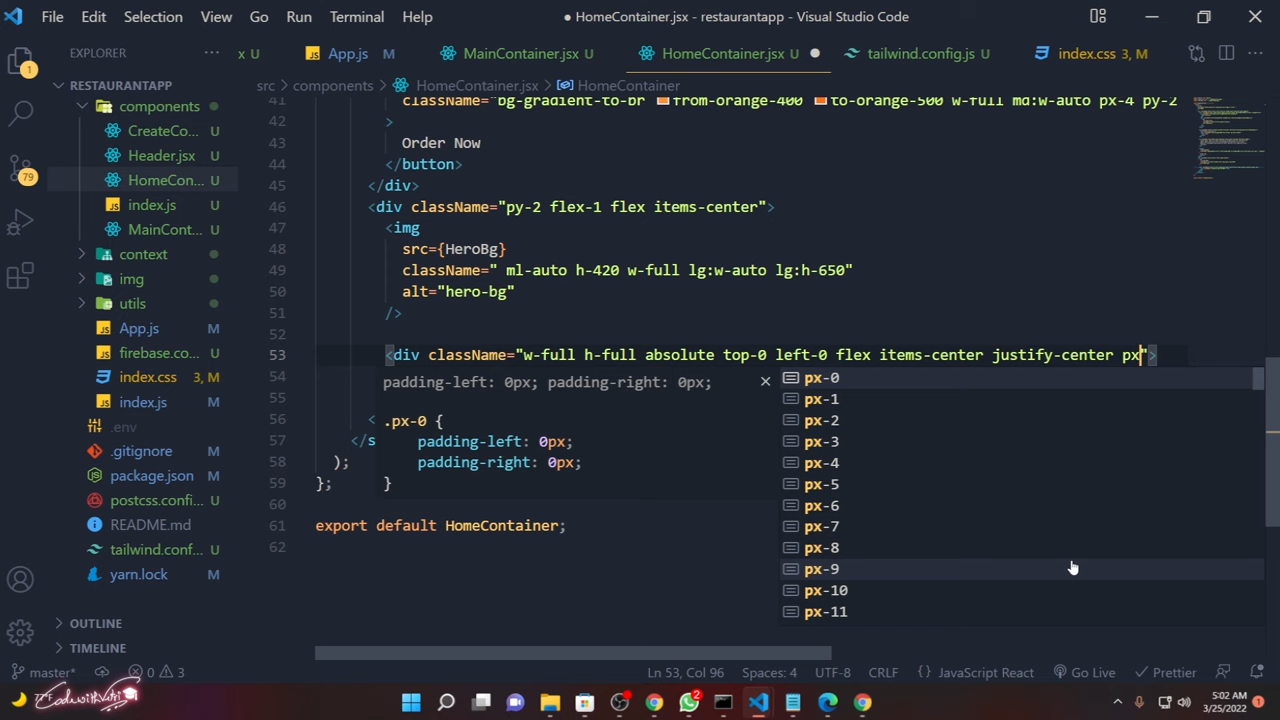 File Edit Selection View Go Run Terminal Help
● HomeContainer.jsx - restaurantapp - Visual Studio Code
EXPLORER
x U App.js M MainContainer.jsx U HomeContainer.jsx U tailwind.config.js U index.css 3, M
RESTAURANTAPP
src > components > HomeContainer.jsx > HomeContainer
components
CreateCo... U
Header.jsx U
HomeCon... U
index.js U
MainCont... U
context
img
utils
App.js M
firebase.co... U
index.css 3, M
index.js M
.env
.gitignore M
package.json M
postcss.confi... U
README.md M
tailwind.conf... U
yarn.lock M
OUTLINE
TIMELINE
41 className="bg-gradient-to-br from-orange-400 to-orange-500 w-full md:w-auto px-4 py-2
42 >
43 Order Now
44 </button>
45 </div>
46 <div className="py-2 flex-1 flex items-center">
47 <img
48 src={HeroBg}
49 className=" ml-auto h-420 w-full lg:w-auto lg:h-650"
50 alt="hero-bg"
51 />
52
53 <div className="w-full h-full absolute top-0 left-0 flex items-center justify-center px">
54
55
56 <
57 </s
58 );
59 };
60
61 export default HomeContainer;
62
padding-left: 0px; padding-right: 0px;
.px-0 {
padding-left: 0px;
padding-right: 0px;
}
px-0
px-1
px-2
px-3
px-4
px-5
px-6
px-7
px-8
px-9
px-10
px-11
master* 0 3 Ln 53, Col 96 Spaces: 4 UTF-8 CRLF JavaScript React Go Live Prettier
5:02 AM
3/25/2022
1
79
2
1